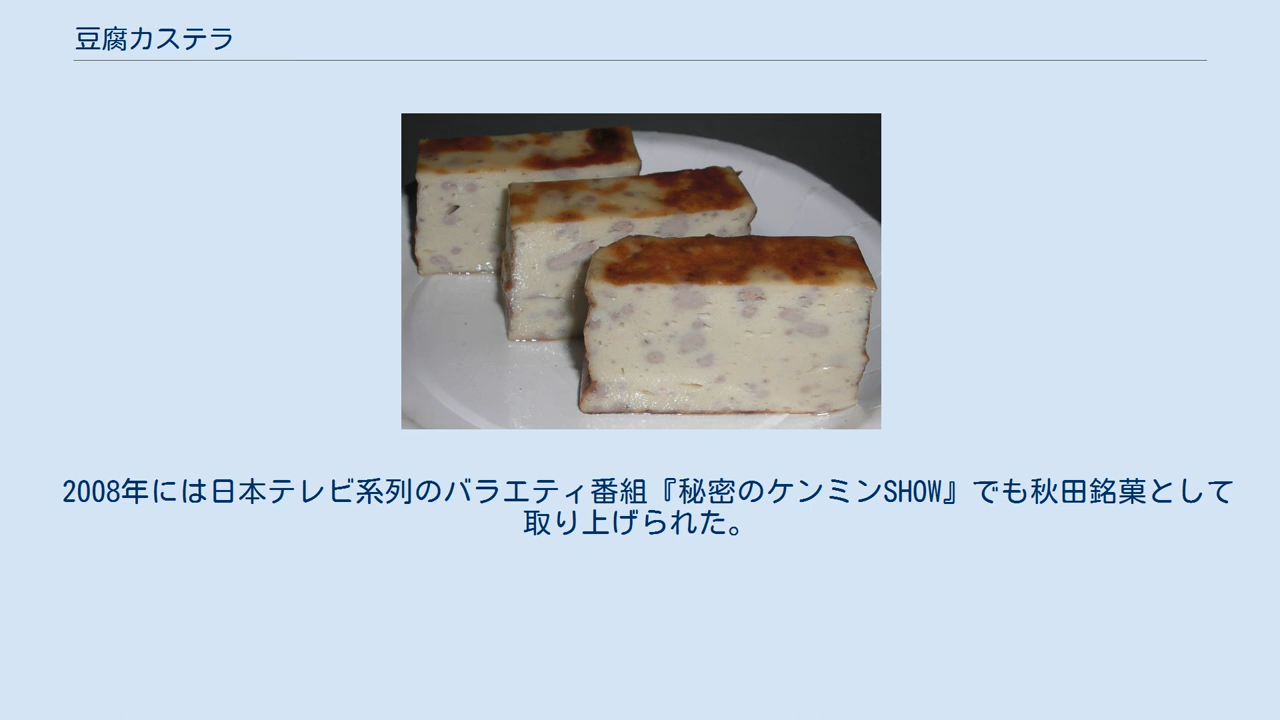 豆腐カステラ
2008年には日本テレビ系列のバラエティ番組『秘密のケンミンSHOW』でも秋田銘菓として
取り上げられた。